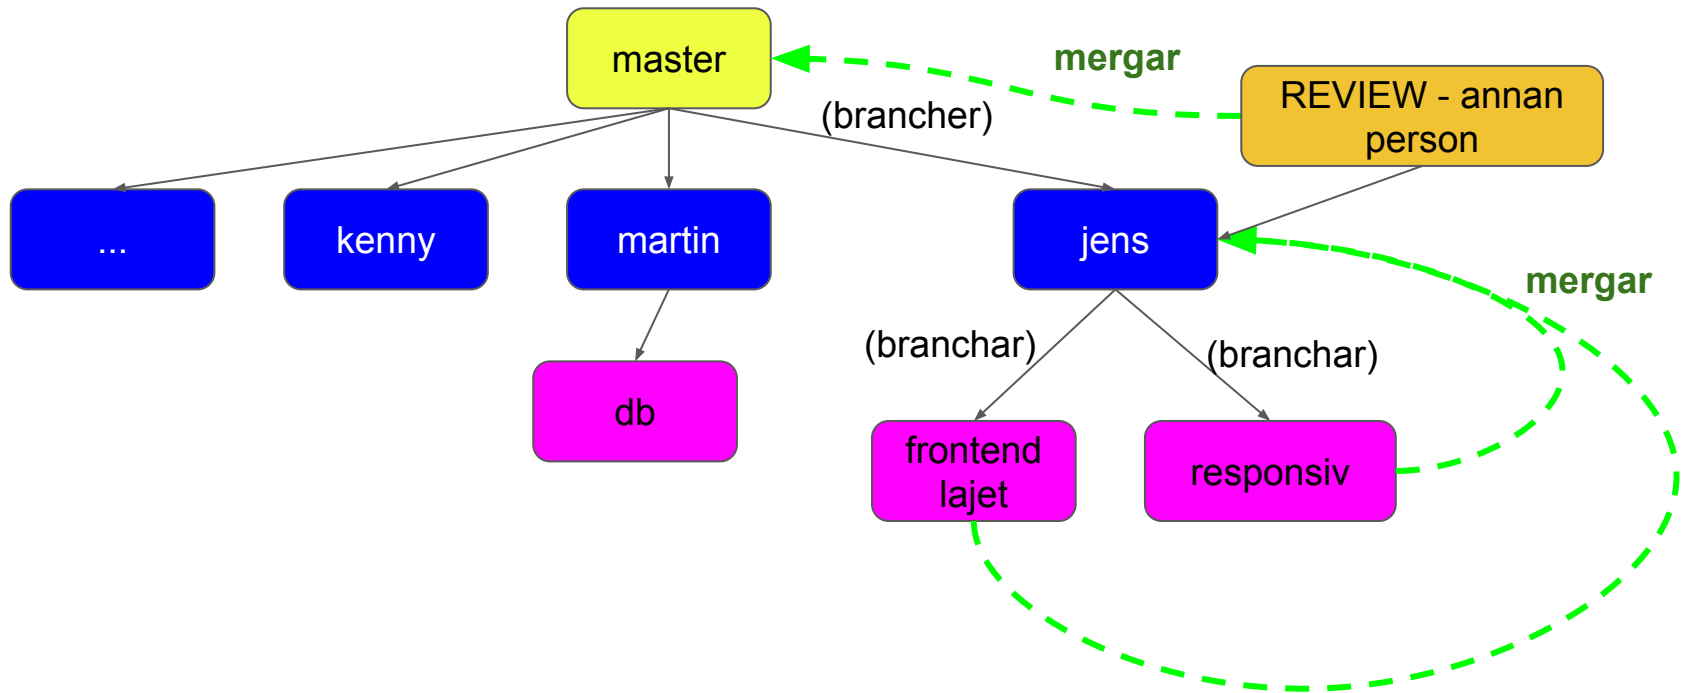 master
mergar
REVIEW - annan
person
(brancher)
...
kenny
martin
jens
mergar
(branchar)
(branchar)
db
frontend
lajet
responsiv